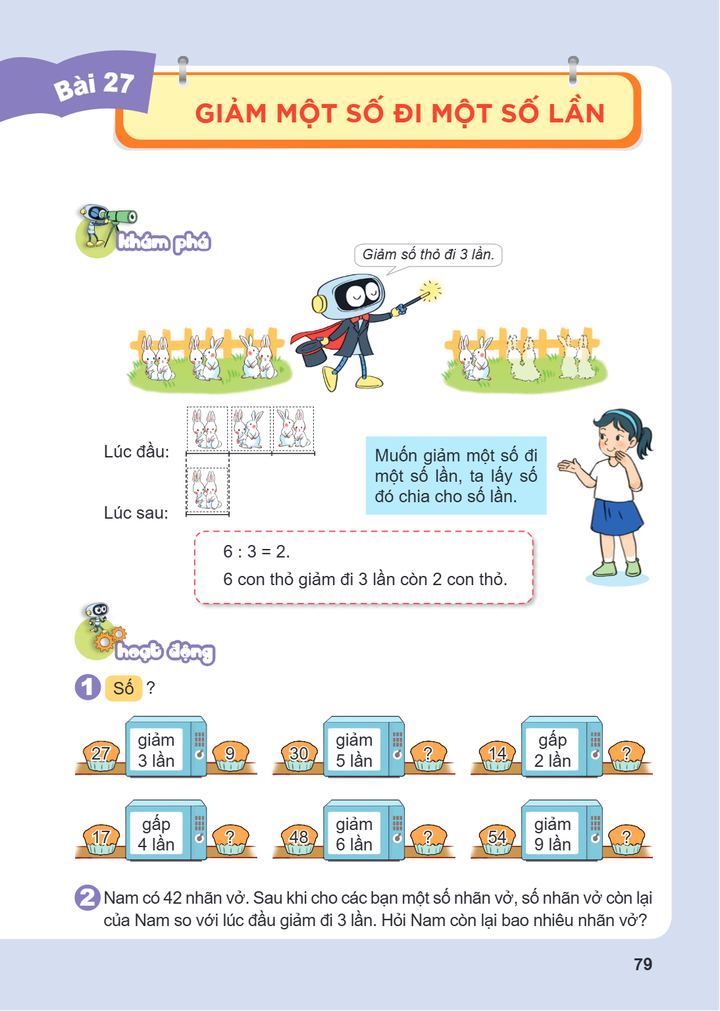 Bài 27
GIẢM MỘT SỐ ĐI MỘT SỐ LẦN
khám phá
Giảm số thỏ đi 3 lần.
Lúc đầu:
Lúc sau:
Muốn giảm một số đi
một số lần, ta lấy số
đó chia cho số lần.
6 : 3 = 2.
6 con thỏ giảm đi 3 lần còn 2 con thỏ.
hoạt động
1 Số ?
27 giảm 3 lần 9
30 giảm 5 lần ?
14 gấp 2 lần ?
17 gấp 4 lần ?
48 giảm 6 lần ?
54 giảm 9 lần ?
2 Nam có 42 nhãn vở. Sau khi cho các bạn một số nhãn vở, số nhãn vở còn lại
của Nam so với lúc đầu giảm đi 3 lần. Hỏi Nam còn lại bao nhiêu nhãn vở?
79